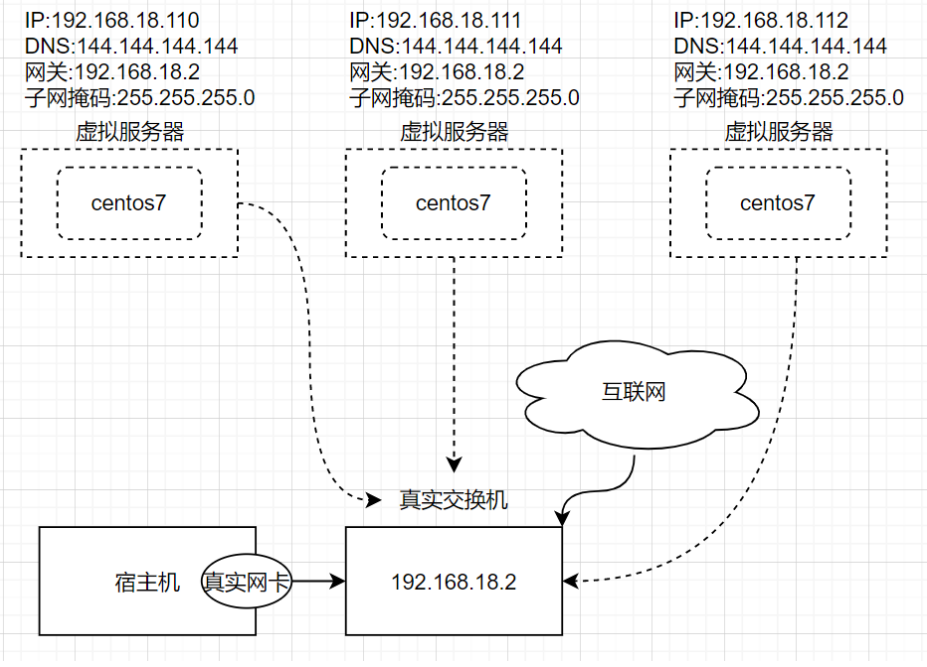 IP:192.168.18.110
DNS:144.144.144.144
网关:192.168.18.2
子网掩码:255.255.255.0
虚拟服务器
centos7
IP:192.168.18.111
DNS:144.144.144.144
网关:192.168.18.2
子网掩码:255.255.255.0
虚拟服务器
centos7
IP:192.168.18.112
DNS:144.144.144.144
网关:192.168.18.2
子网掩码:255.255.255.0
虚拟服务器
centos7
互联网
真实交换机
宿主机
真实网卡
192.168.18.2